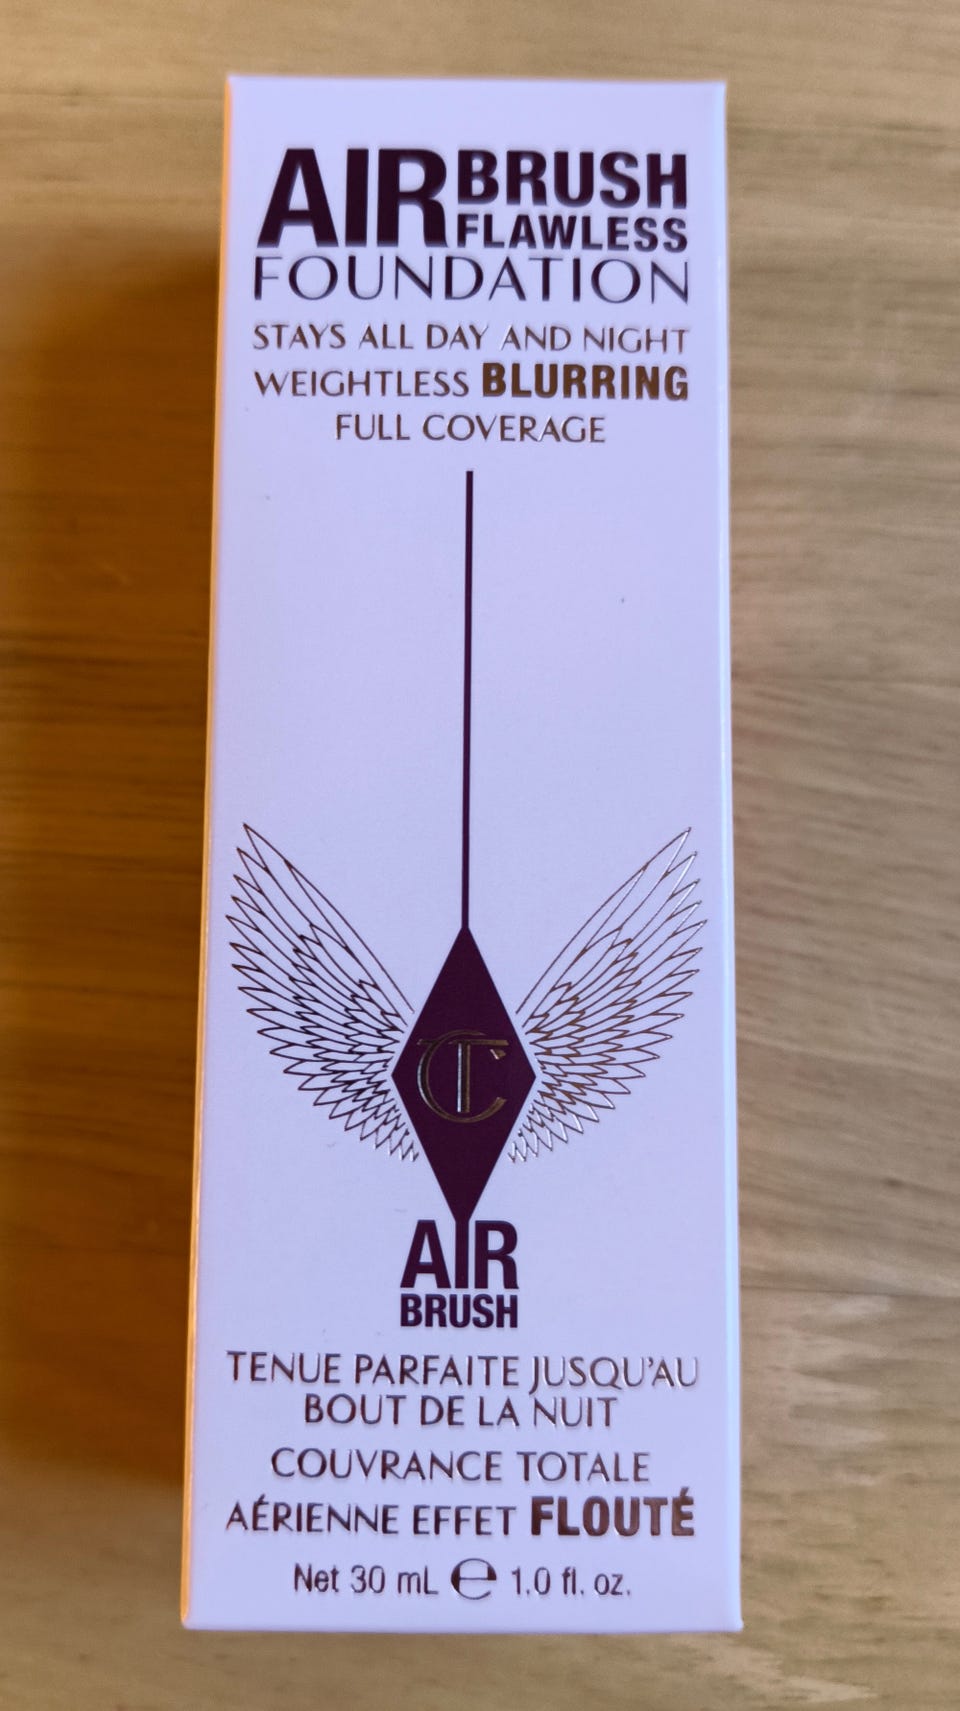 AIRBRUSH
FLAWLESS
FOUNDATION
STAYS ALL DAY AND NIGHT
WEIGHTLESS BLURRING
FULL COVERAGE
CT
AIR
BRUSH
TENUE PARFAITE JUSQU'AU
BOUT DE LA NUIT
COUVRANCE TOTALE
AÉRIENNE EFFET FLOUTÉ
Net 30 mL ℮ 1.0 fl. oz.